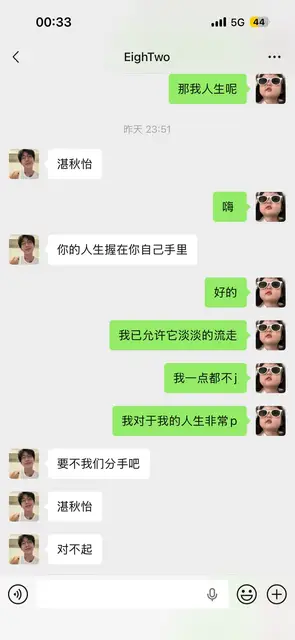 00:33
5G
44
EighTwo
那我人生呢
昨天 23:51
湛秋怡
嗨
你的人生握在你自己手里
好的
我已允许它淡淡的流走
我一点都不j
我对于我的人生非常p
要不我们分手吧
湛秋怡
对不起